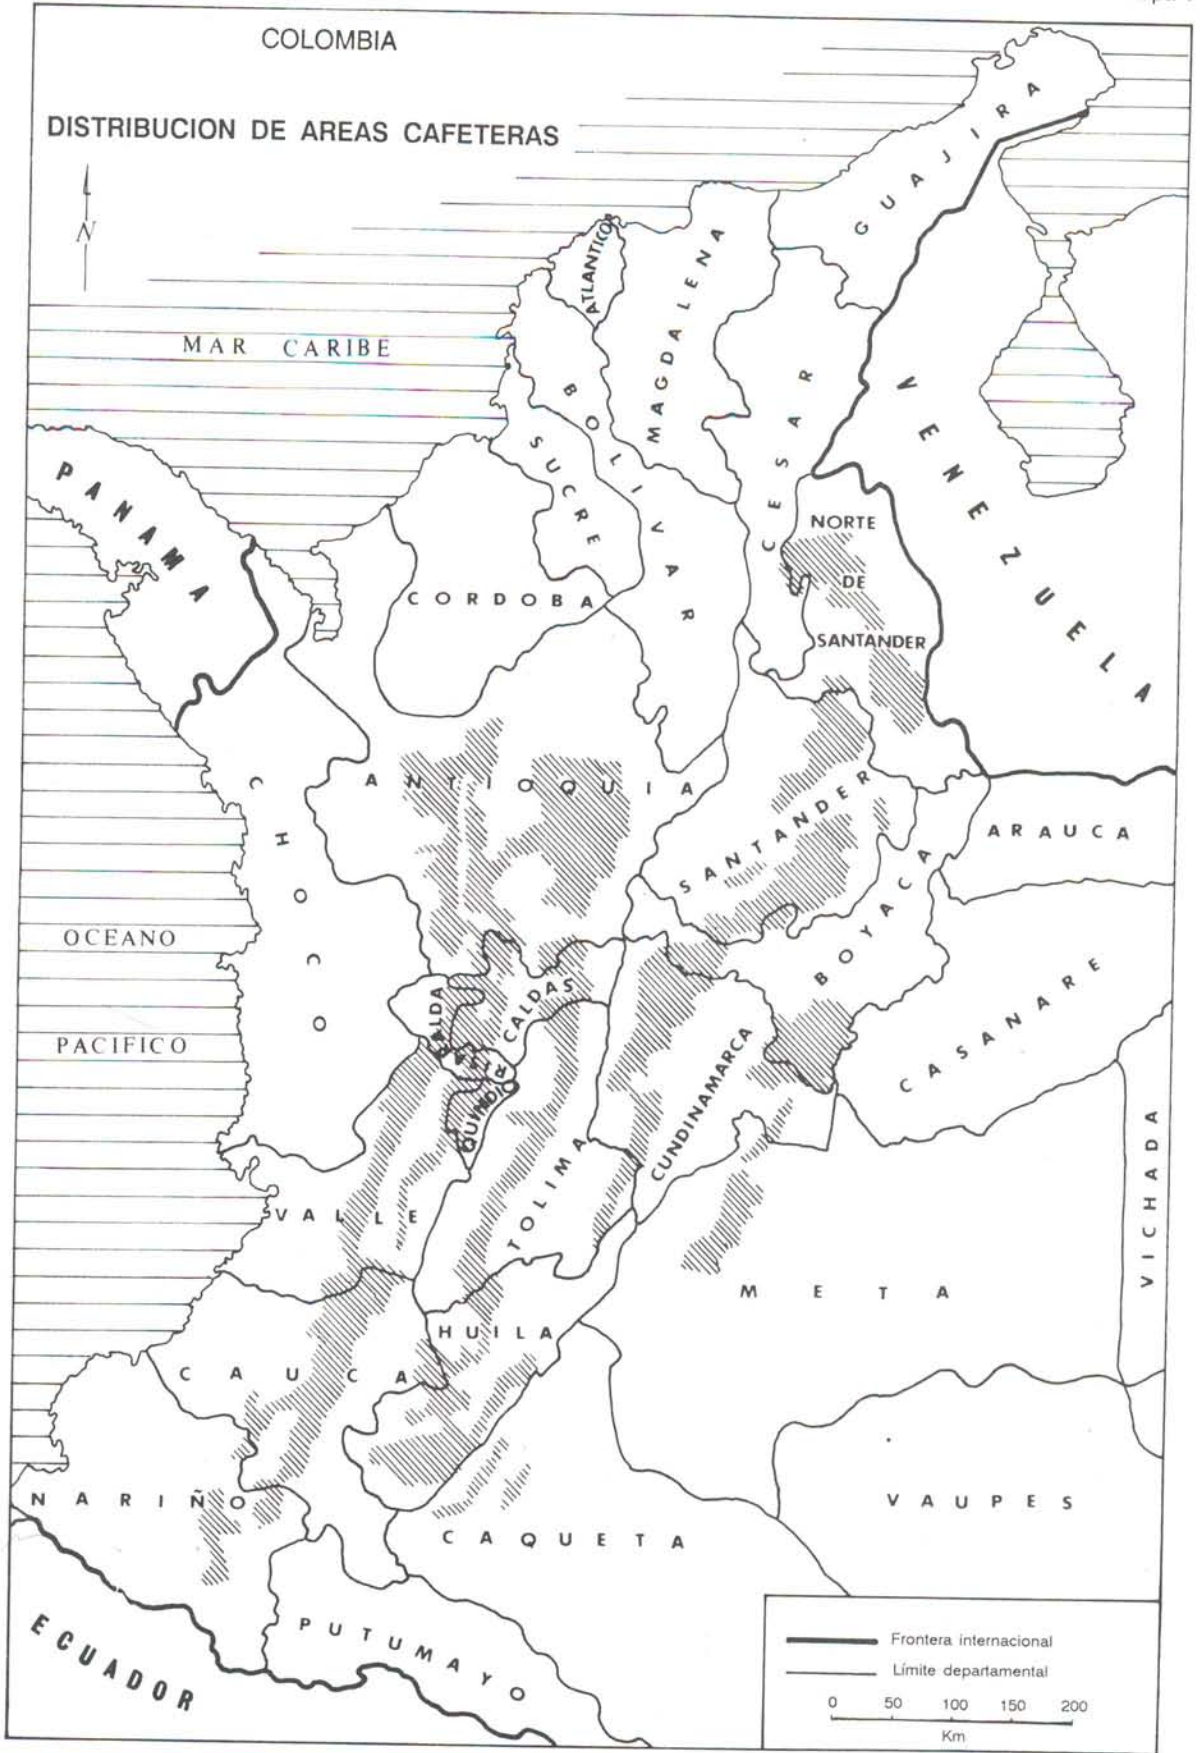 COLOMBIA
DISTRIBUCION DE AREAS CAFETERAS
N
GUAJIRA
ATLANTICO
MAGDALENA
MAR CARIBE
BOLIVAR
CESAR
VENEZUELA
SUCRE
PANAMA
NORTE
DE
SANTANDER
CORDOBA
ANTIOQUIA
CHOCO
SANTANDER
ARAUCA
BOYACA
OCEANO
PACIFICO
CASANARE
CALDAS
RISARALDA
QUINDIO
CUNDINAMARCA
TOLIMA
VICHADA
VALLE
META
HUILA
CAUCA
NARIÑO
VAUPES
CAQUETA
PUTUMAYO
ECUADOR
Frontera internacional
Límite departamental
0 50 100 150 200
Km